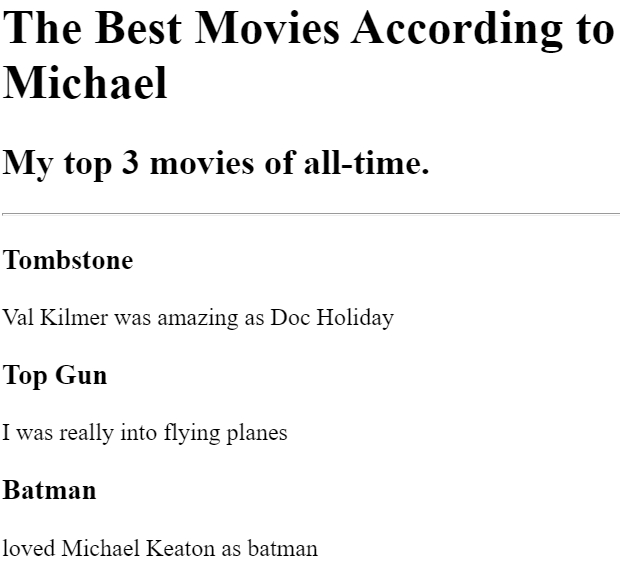 The Best Movies According to
Michael
My top 3 movies of all-time.
Tombstone
Val Kilmer was amazing as Doc Holiday
Top Gun
I was really into flying planes
Batman
loved Michael Keaton as batman